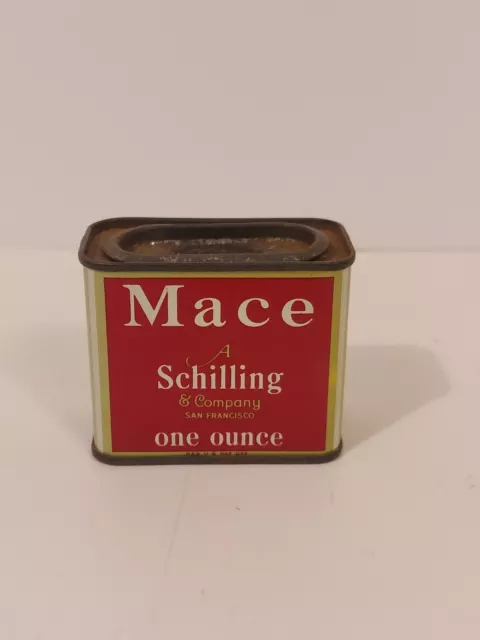 Mace
A
Schilling
& Company
SAN FRANCISCO
one ounce